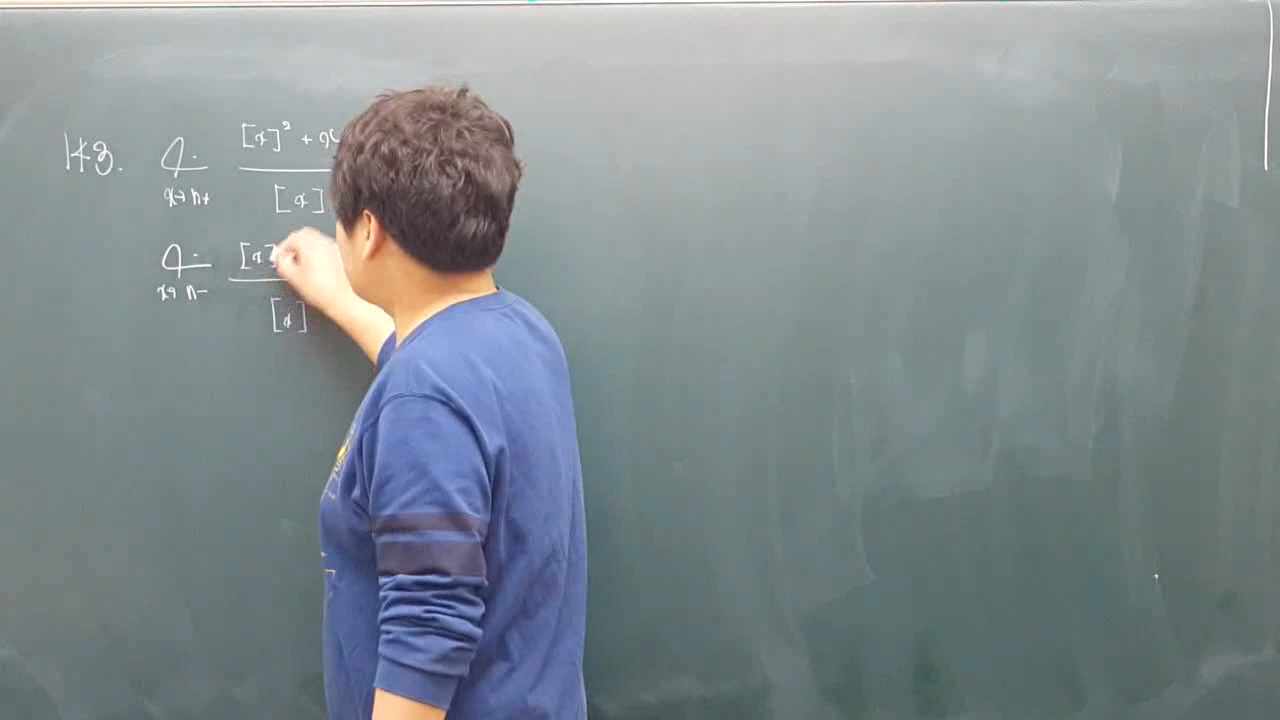 143. lim [x]² + x
x→n+ [x]
lim [x]
x→n- [x]